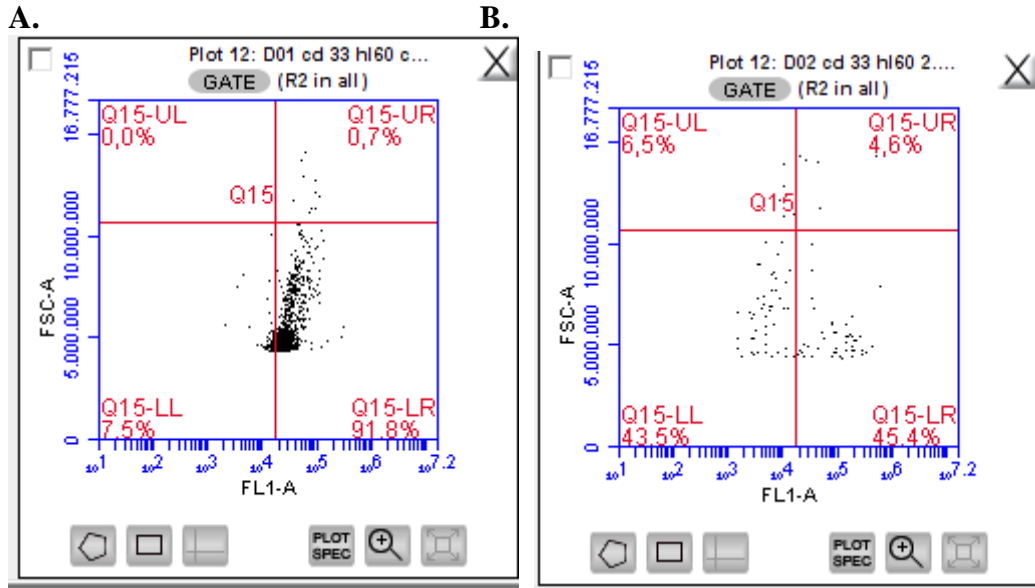 A.
Plot 12: D01 cd 33 hl60 c...
GATE (R2 in all)
Q15-UL
0,0%
Q15-UR
0,7%
Q15
Q15-LL
7,5%
Q15-LR
91,8%
FSC-A
16.777.215
10.000.000
5.000.000
0
10^1
10^2
10^3
10^4
10^5
10^6
10^7.2
FL1-A
PLOT
SPEC
B.
Plot 12: D02 cd 33 hl60 2....
GATE (R2 in all)
Q15-UL
6,5%
Q15-UR
4,6%
Q15
Q15-LL
43,5%
Q15-LR
45,4%
FSC-A
16.777.215
10.000.000
5.000.000
0
10^1
10^2
10^3
10^4
10^5
10^6
10^7.2
FL1-A
PLOT
SPEC